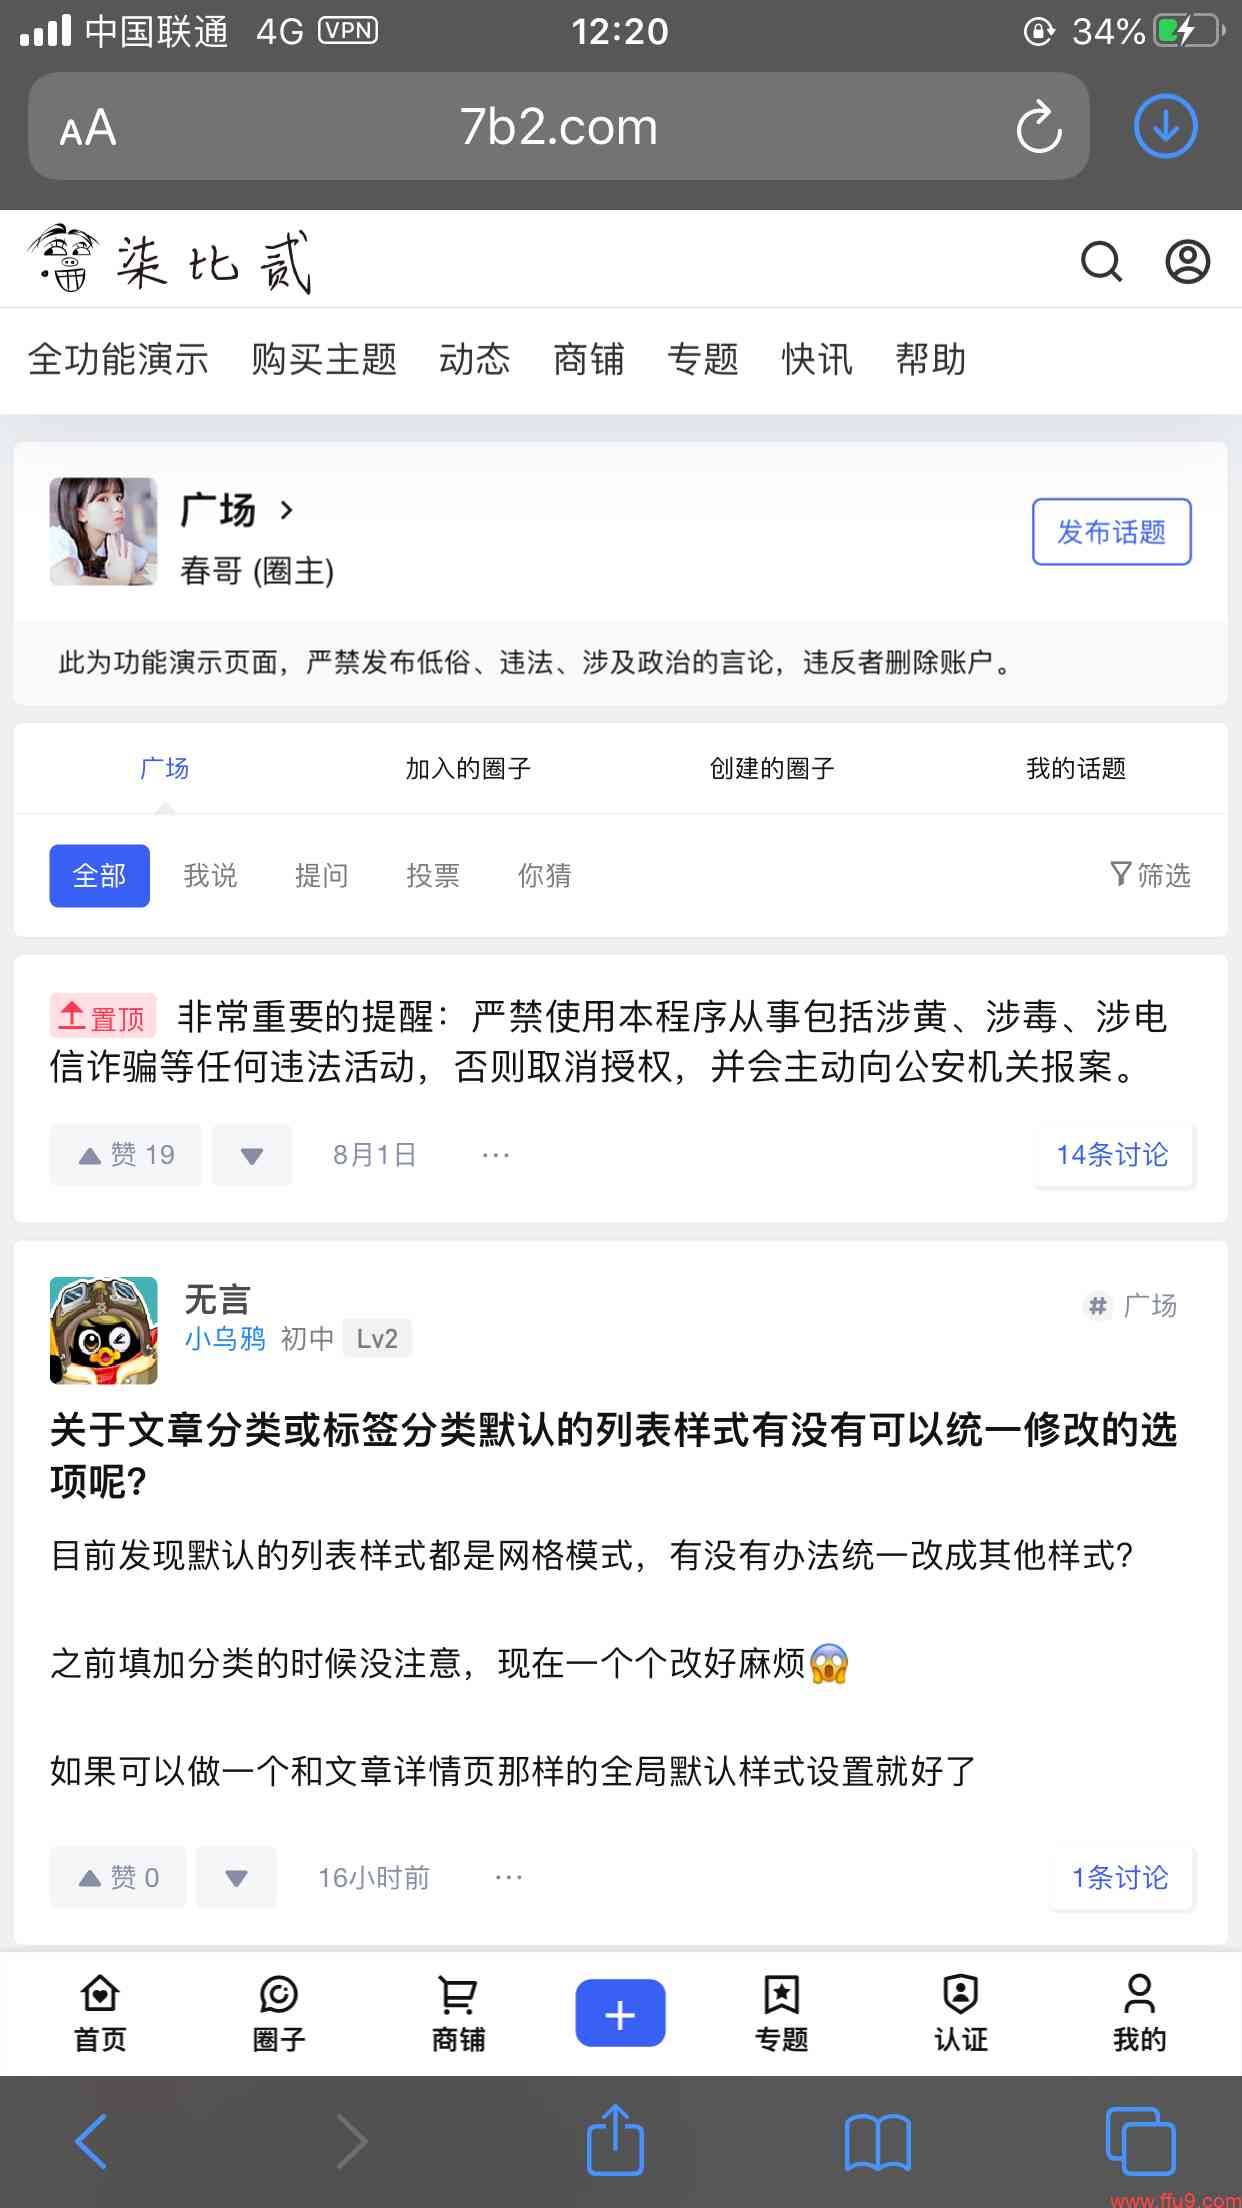 中国联通 4G VPN 12:20 34%
AA 7b2.com
柒比贰
全功能演示 购买主题 动态 商铺 专题 快讯 帮助
广场
春哥 (圈主)
发布话题
此为功能演示页面，严禁发布低俗、违法、涉及政治的言论，违反者删除账户。
广场 加入的圈子 创建的圈子 我的话题
全部 我说 提问 投票 你猜 筛选
置顶 非常重要的提醒：严禁使用本程序从事包括涉黄、涉毒、涉电
信诈骗等任何违法活动，否则取消授权，并会主动向公安机关报案。
赞 19 8月1日 ... 14条讨论
无言
小乌鸦 初中 Lv2
# 广场
关于文章分类或标签分类默认的列表样式有没有可以统一修改的选
项呢？
目前发现默认的列表样式都是网格模式，有没有办法统一改成其他样式？
之前填加分类的时候没注意，现在一个个改好麻烦😱
如果可以做一个和文章详情页那样的全局默认样式设置就好了
赞 0 16小时前 ... 1条讨论
首页 圈子 商铺 + 专题 认证 我的
www.ffu9.com